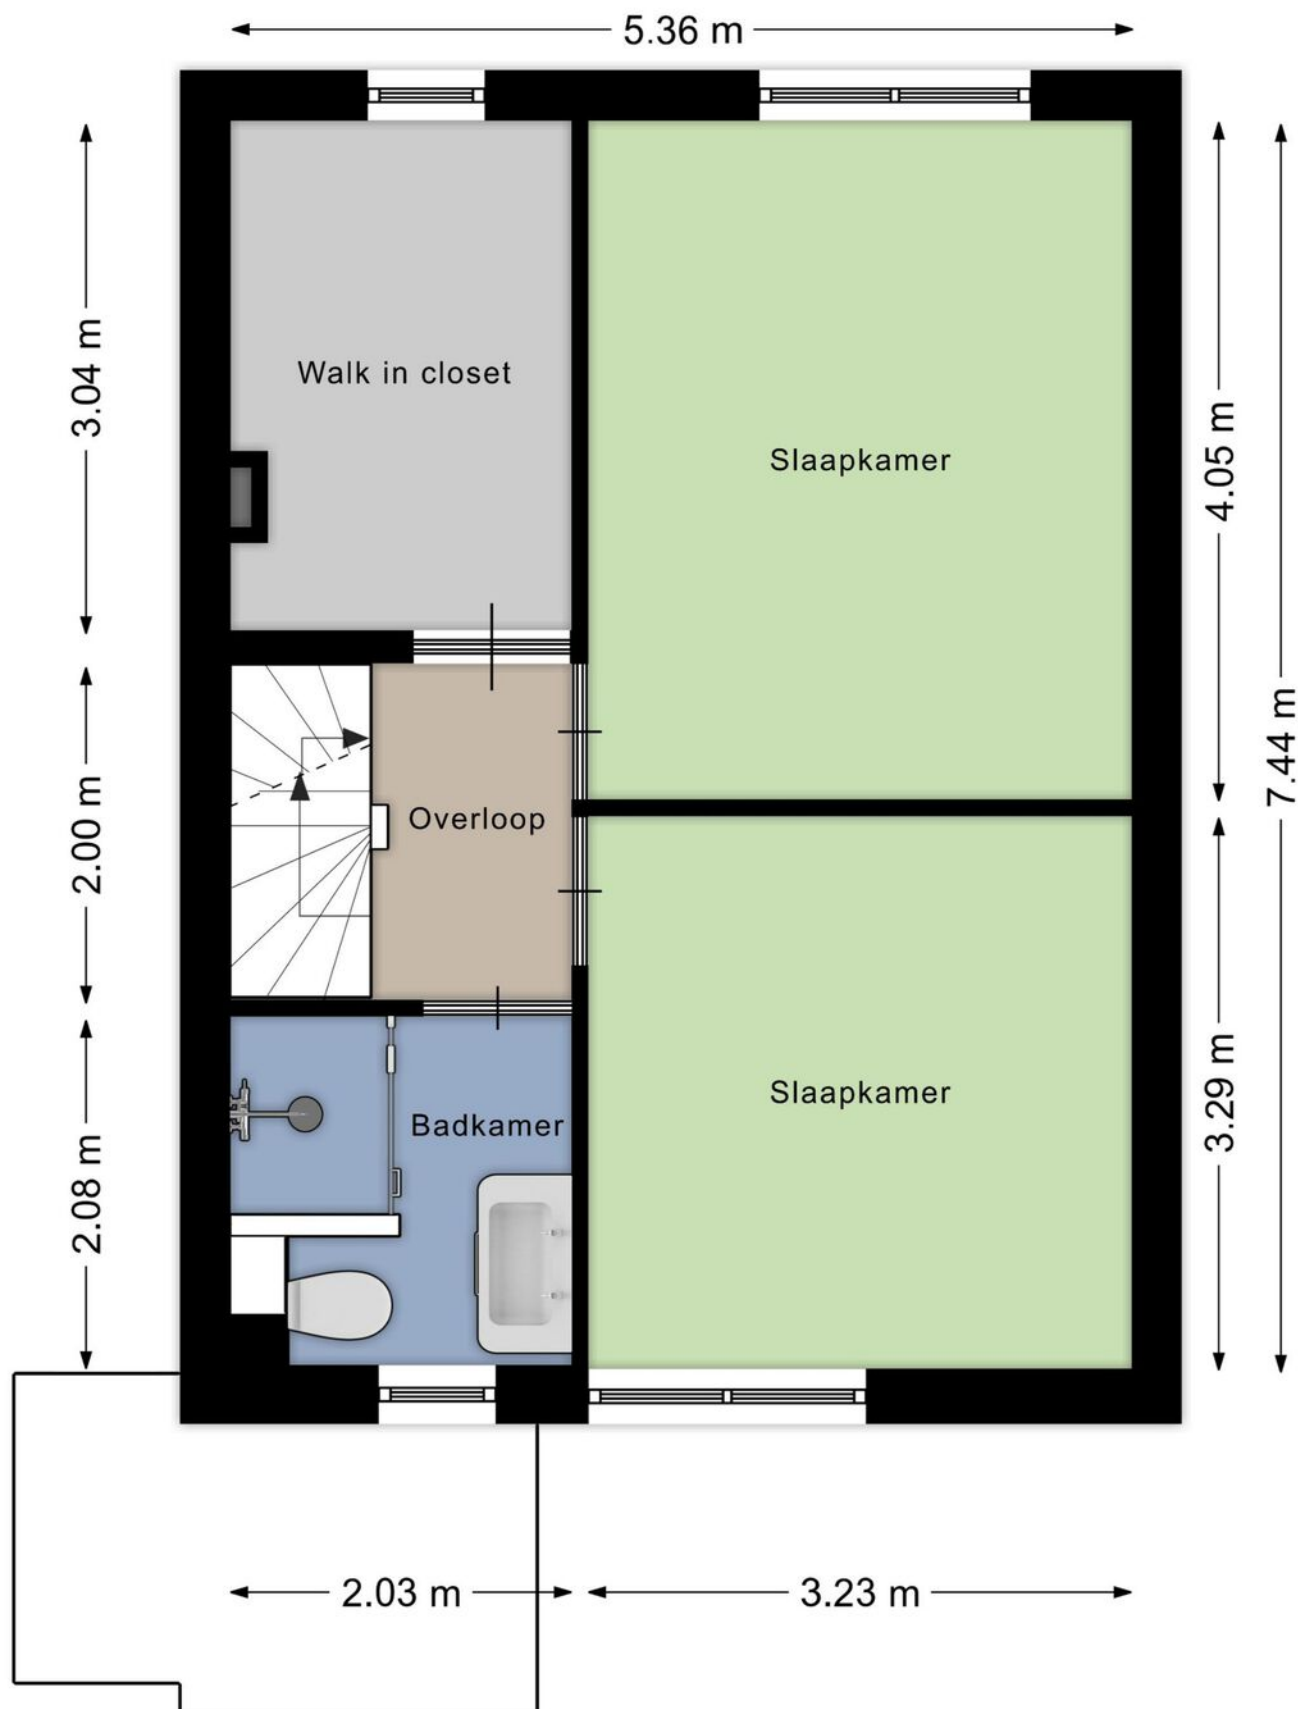 5.36 m
3.04 m
Walk in closet
Slaapkamer
4.05 m
7.44 m
2.00 m
Overloop
2.08 m
Badkamer
Slaapkamer
3.29 m
2.03 m
3.23 m